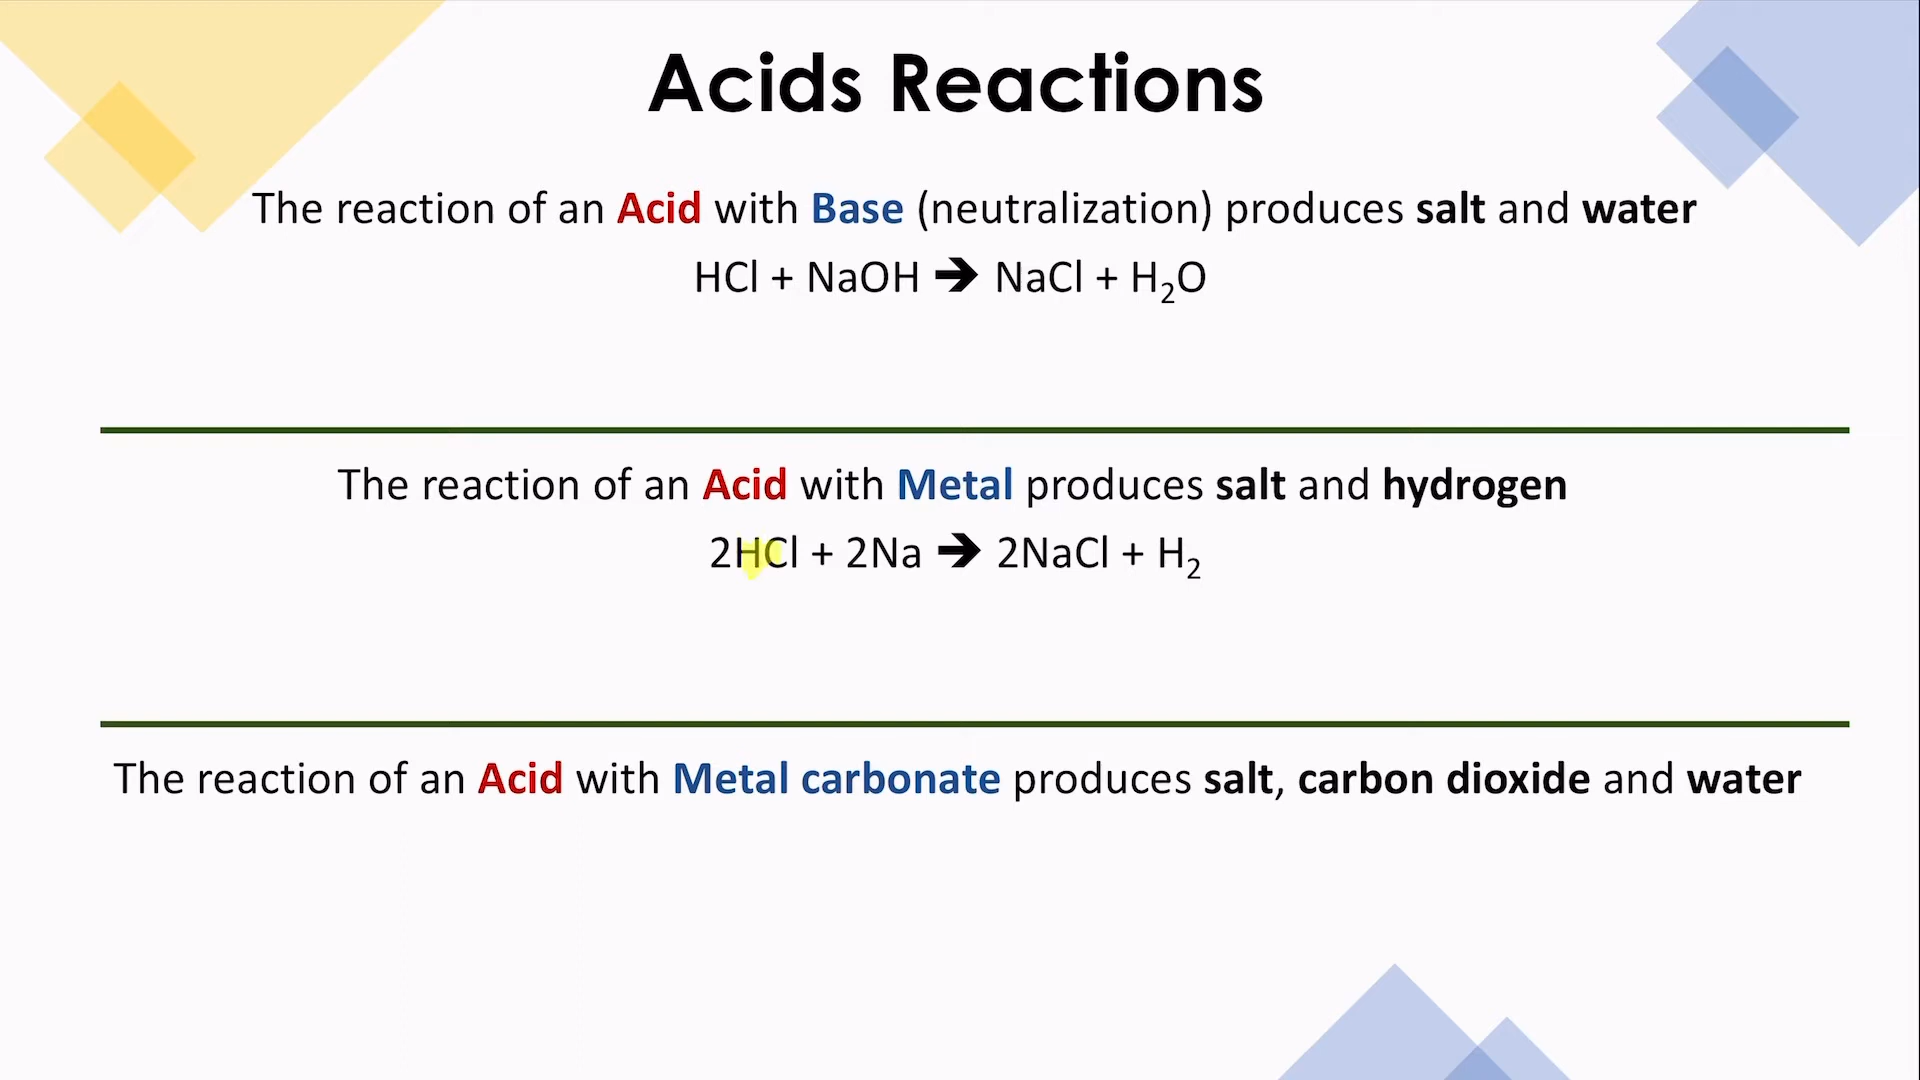 Acids Reactions
The reaction of an Acid with Base (neutralization) produces salt and water
HCl + NaOH 🡺 NaCl + H₂O
The reaction of an Acid with Metal produces salt and hydrogen
2HCl + 2Na 🡺 2NaCl + H₂
The reaction of an Acid with Metal carbonate produces salt, carbon dioxide and water